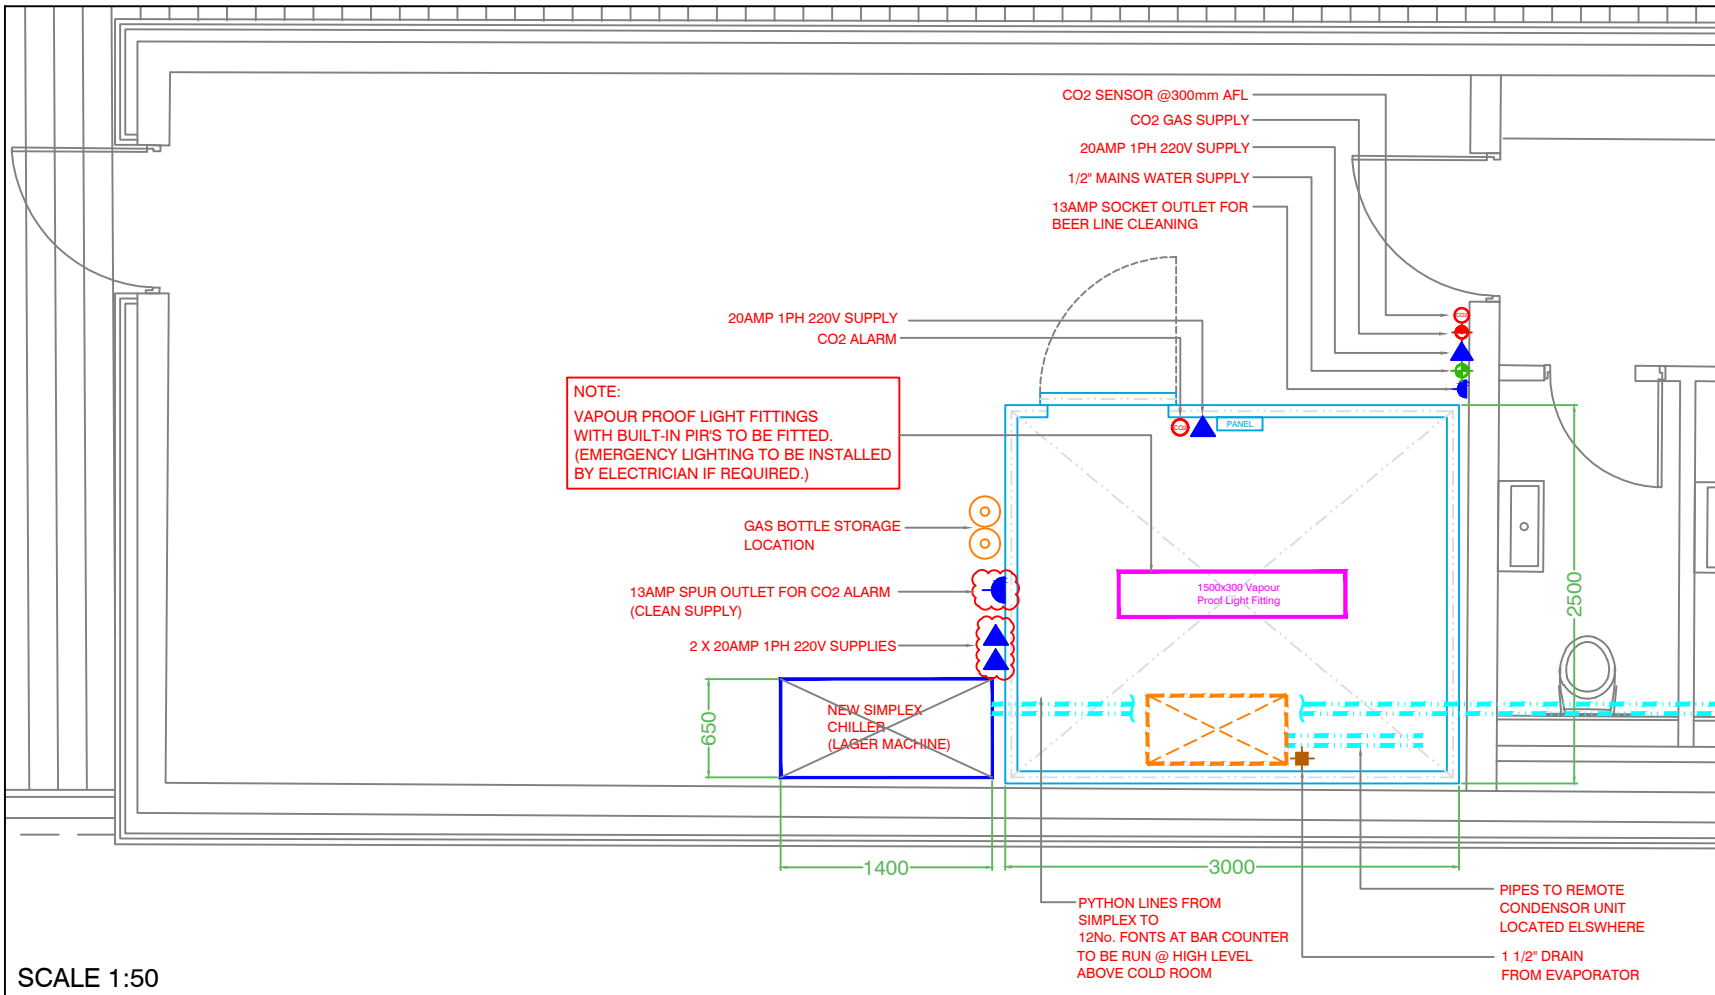 CO2 SENSOR @300mm AFL
CO2 GAS SUPPLY
20AMP 1PH 220V SUPPLY
1/2" MAINS WATER SUPPLY
13AMP SOCKET OUTLET FOR
BEER LINE CLEANING
20AMP 1PH 220V SUPPLY
CO2 ALARM
CO2
NOTE:
VAPOUR PROOF LIGHT FITTINGS
WITH BUILT-IN PIR'S TO BE FITTED.
(EMERGENCY LIGHTING TO BE INSTALLED
BY ELECTRICIAN IF REQUIRED.)
CO2
PANEL
GAS BOTTLE STORAGE
LOCATION
13AMP SPUR OUTLET FOR CO2 ALARM
(CLEAN SUPPLY)
2 X 20AMP 1PH 220V SUPPLIES
1500x300 Vapour
Proof Light Fitting
2500
650
NEW SIMPLEX
CHILLER
(LAGER MACHINE)
1400
3000
PYTHON LINES FROM
SIMPLEX TO
12No. FONTS AT BAR COUNTER
TO BE RUN @ HIGH LEVEL
ABOVE COLD ROOM
PIPES TO REMOTE
CONDENSOR UNIT
LOCATED ELSWHERE
1 1/2" DRAIN
FROM EVAPORATOR
SCALE 1:50